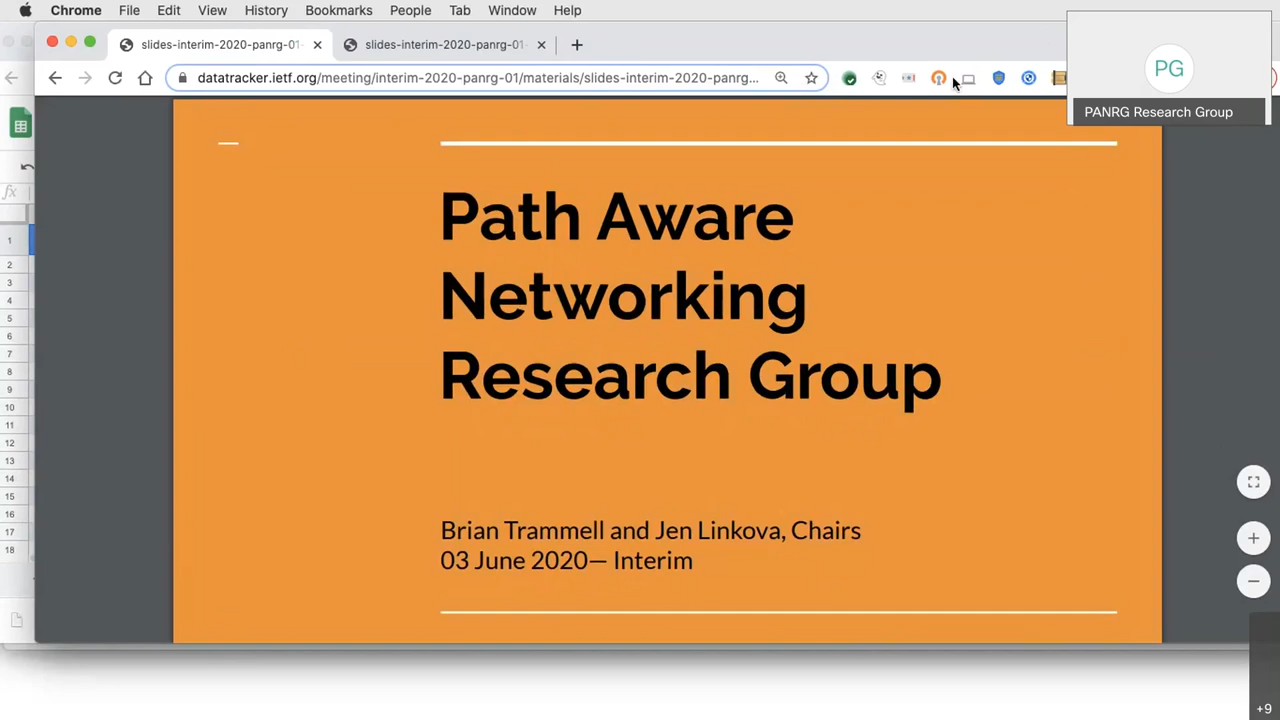 Chrome File Edit View History Bookmarks People Tab Window Help
slides-interim-2020-panrg-01- slides-interim-2020-panrg-01-
datatracker.ietf.org/meeting/interim-2020-panrg-01/materials/slides-interim-2020-panrg...
PG
PANRG Research Group
fx
1
2
3
4
5
6
7
8
9
10
11
12
13
14
15
16
17
18
Path Aware
Networking
Research Group
Brian Trammell and Jen Linkova, Chairs
03 June 2020— Interim
+9